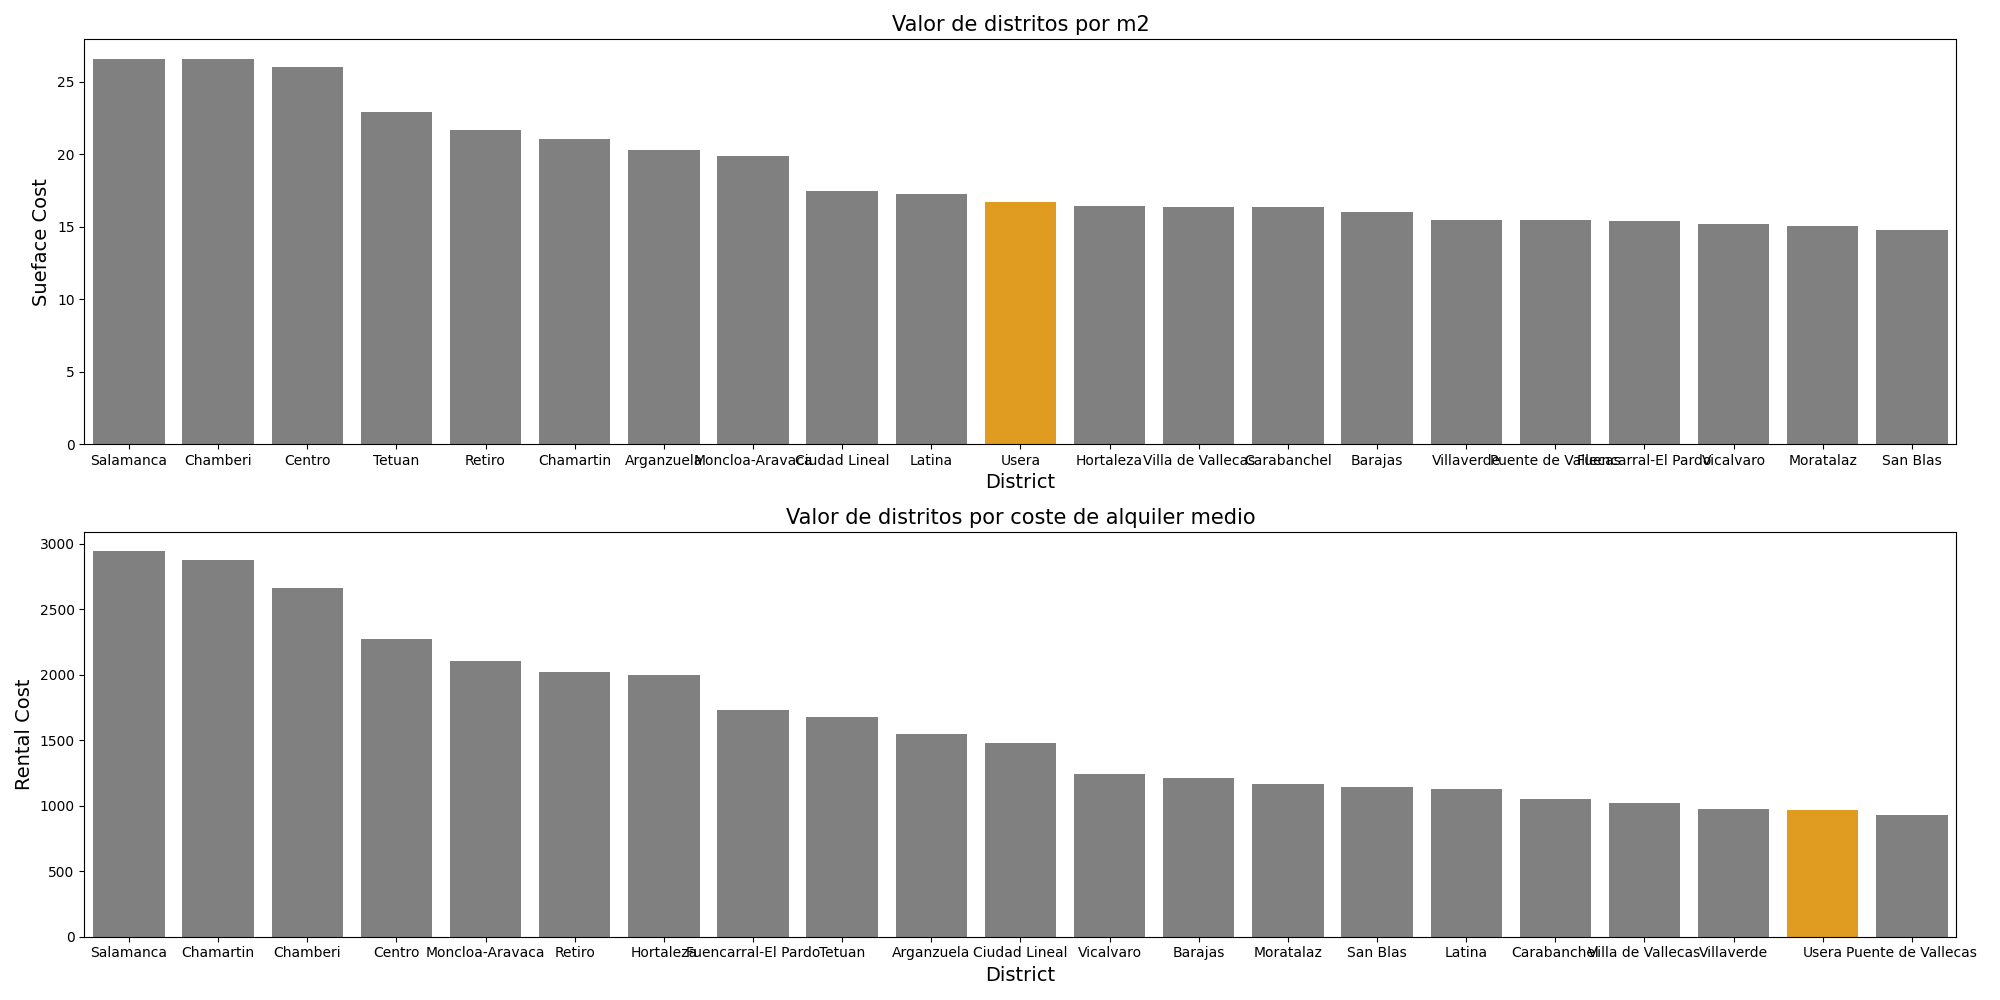 Valor de distritos por m2
Sueface Cost
25
20
15
10
5
0
Salamanca Chamberi Centro Tetuan Retiro Chamartin Arganzuela Moncloa-Aravaca Ciudad Lineal Latina Usera Hortaleza Villa de Vallecas Carabanchel Barajas Villaverde Puente de Vallecas Fuencarral-El Pardo Vicalvaro Moratalaz San Blas
District
Valor de distritos por coste de alquiler medio
Rental Cost
3000
2500
2000
1500
1000
500
0
Salamanca Chamartin Chamberi Centro Moncloa-Aravaca Retiro Hortaleza Fuencarral-El Pardo Tetuan Arganzuela Ciudad Lineal Vicalvaro Barajas Moratalaz San Blas Latina Carabanchel Villa de Vallecas Villaverde Usera Puente de Vallecas
District